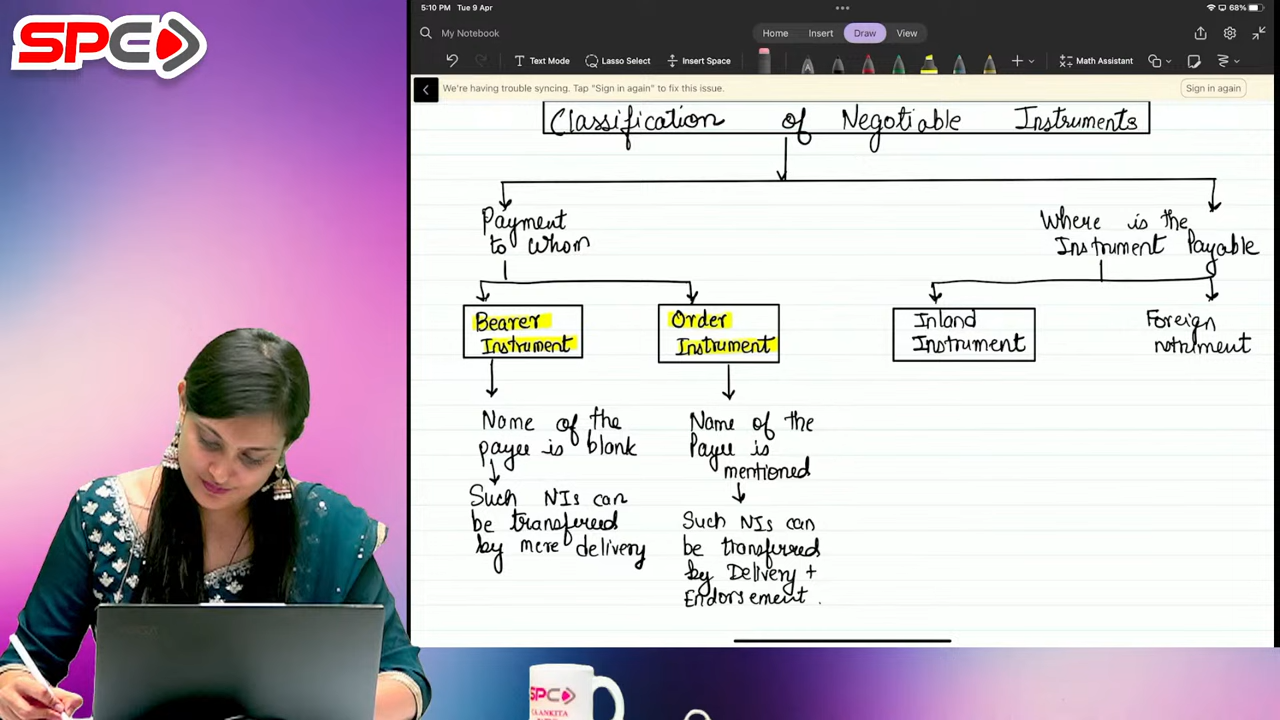 SPC
5:10 PM Tue 9 Apr
68%
My Notebook
Home Insert Draw View
Text Mode Lasso Select Insert Space Math Assistant
We're having trouble syncing. Tap "Sign in again" to fix this issue. Sign in again
Classification of Negotiable Instruments
Payment
to whom
Where is the
Instrument Payable
Bearer
Instrument
Order
Instrument
Inland
Instrument
Foreign
nstrument
Name of the
payee is blank
Such NIs can
be transferred
by mere delivery
Name of the
Payee is
mentioned
Such NIs can
be transferred
by Delivery +
Endorsement .
SPC
ANKITA